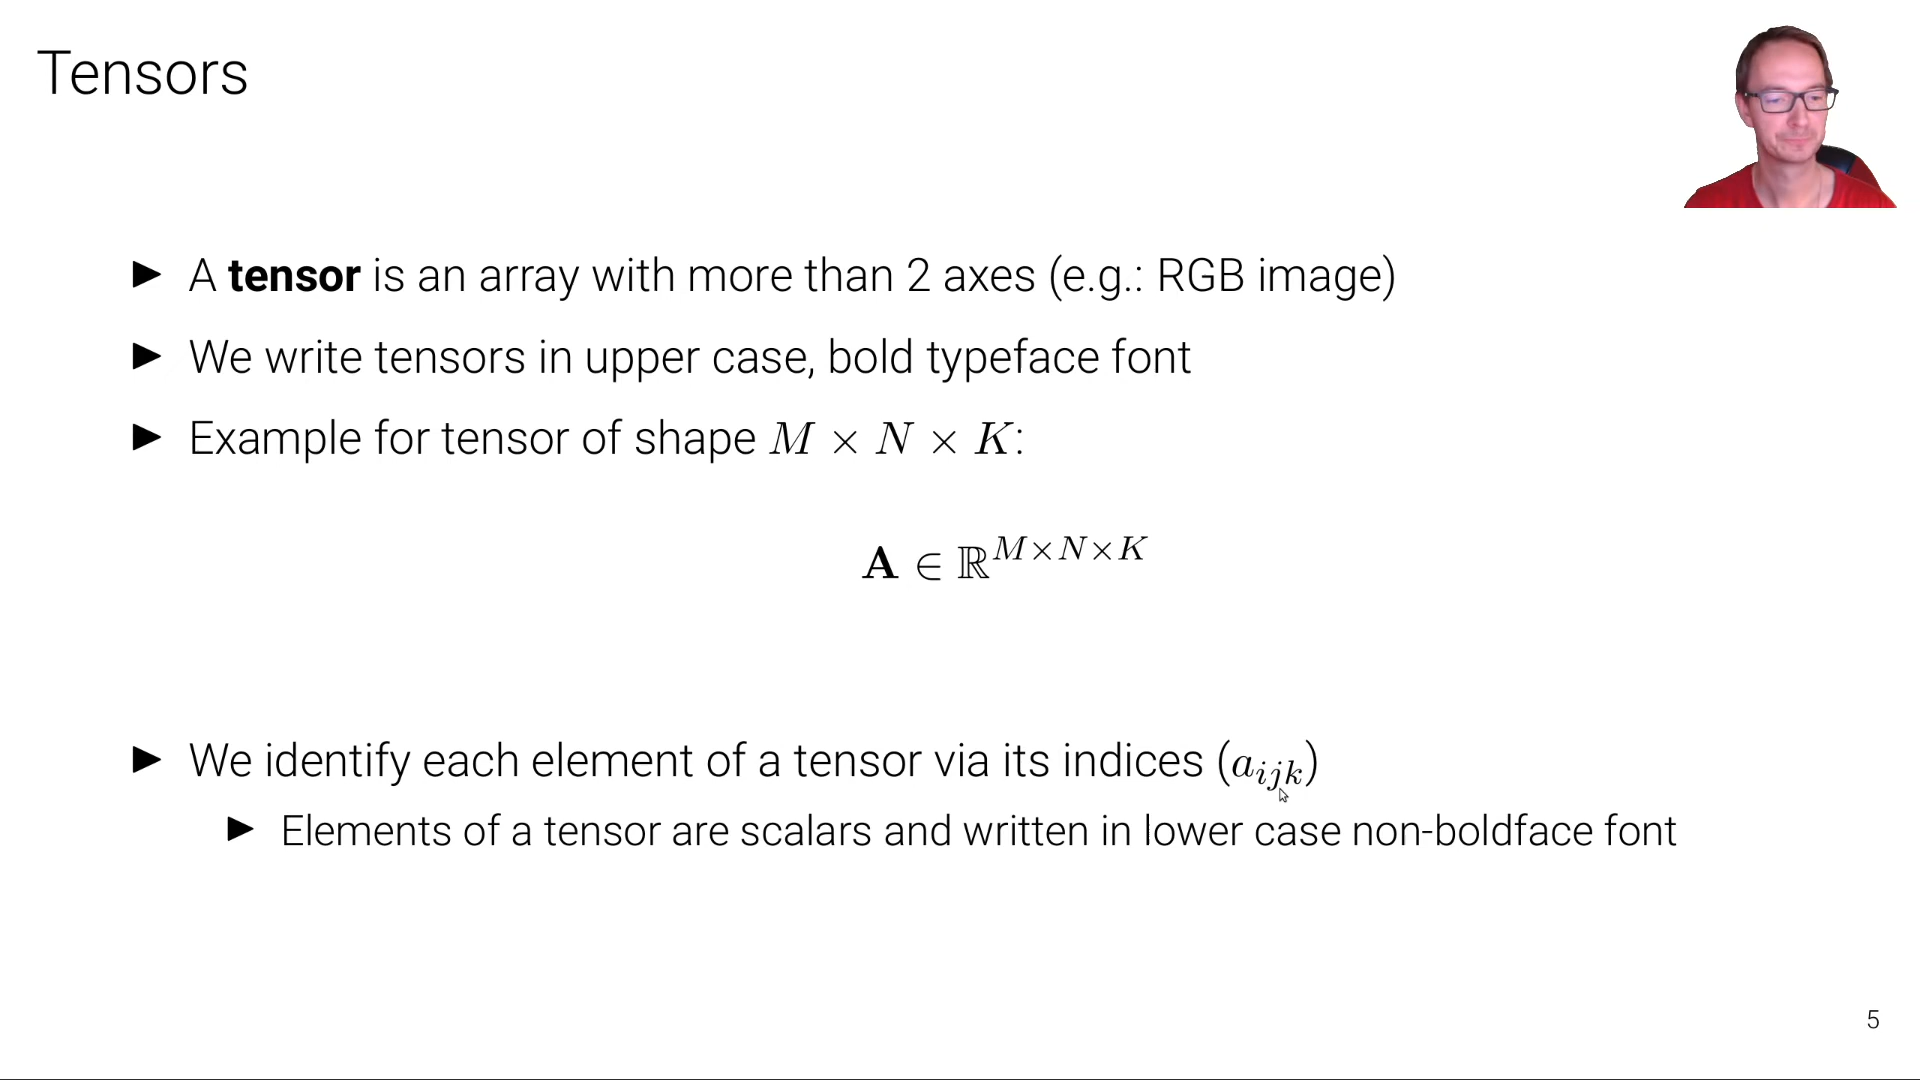 Tensors
▶ A tensor is an array with more than 2 axes (e.g.: RGB image)
▶ We write tensors in upper case, bold typeface font
▶ Example for tensor of shape M × N × K:
A ∈ ℝ^{M×N×K}
▶ We identify each element of a tensor via its indices (a_{ijk})
▶ Elements of a tensor are scalars and written in lower case non-boldface font
5